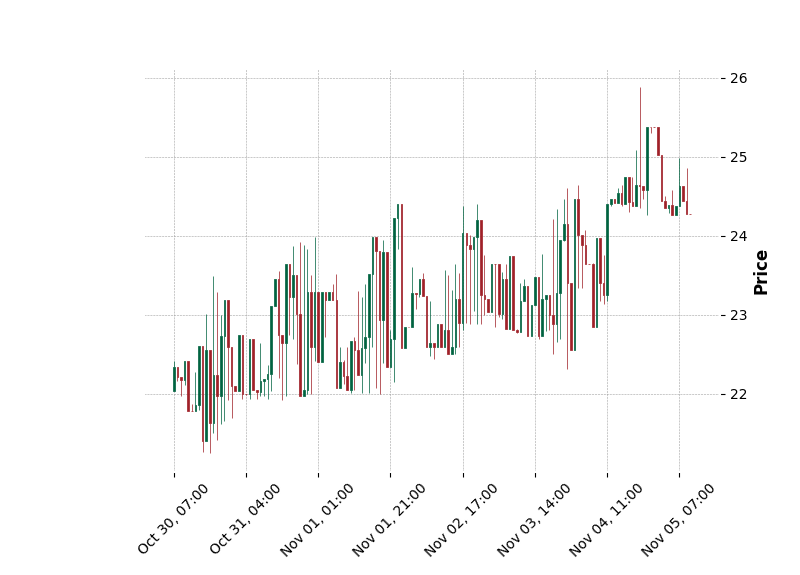 26
25
24
23
22
Price
Oct 30, 07:00
Oct 31, 04:00
Nov 01, 01:00
Nov 01, 21:00
Nov 02, 17:00
Nov 03, 14:00
Nov 04, 11:00
Nov 05, 07:00